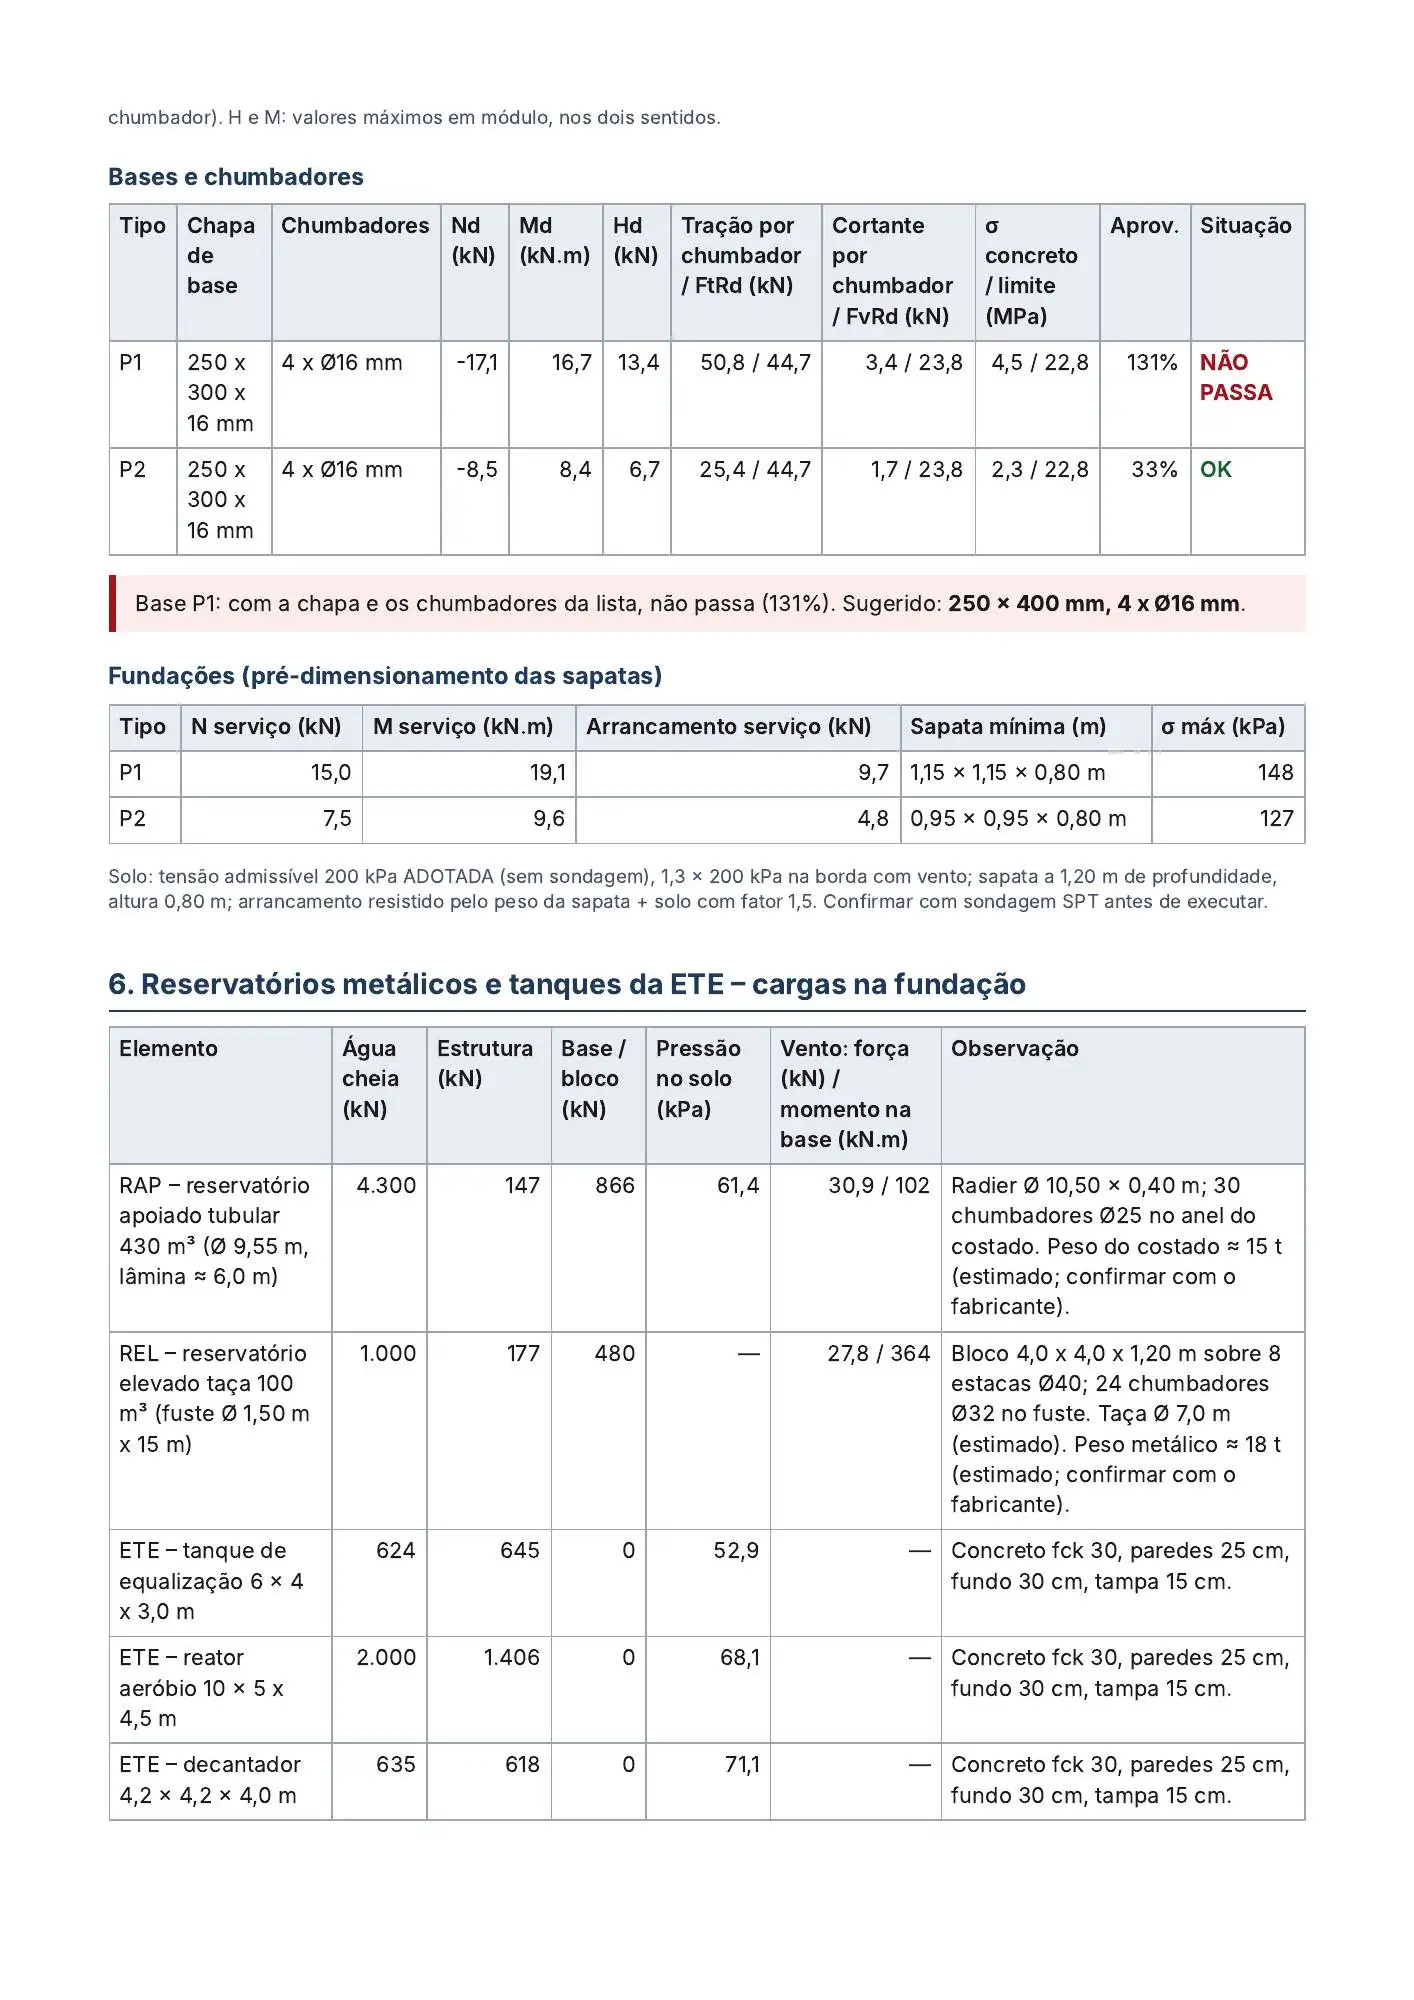 chumbador). H e M: valores máximos em módulo, nos dois sentidos.
Bases e chumbadores
Tipo Chapa de base Chumbadores Nd (kN) Md (kN.m) Hd (kN) Tração por chumbador / FtRd (kN) Cortante por chumbador / FvRd (kN) σ concreto / limite (MPa) Aprov. Situação
P1 250 x 300 x 16 mm 4 x Ø16 mm -17,1 16,7 13,4 50,8 / 44,7 3,4 / 23,8 4,5 / 22,8 131% NÃO PASSA
P2 250 x 300 x 16 mm 4 x Ø16 mm -8,5 8,4 6,7 25,4 / 44,7 1,7 / 23,8 2,3 / 22,8 33% OK
Base P1: com a chapa e os chumbadores da lista, não passa (131%). Sugerido: 250 × 400 mm, 4 x Ø16 mm.
Fundações (pré-dimensionamento das sapatas)
Tipo N serviço (kN) M serviço (kN.m) Arrancamento serviço (kN) Sapata mínima (m) σ máx (kPa)
P1 15,0 19,1 9,7 1,15 × 1,15 × 0,80 m 148
P2 7,5 9,6 4,8 0,95 × 0,95 × 0,80 m 127
Solo: tensão admissível 200 kPa ADOTADA (sem sondagem), 1,3 × 200 kPa na borda com vento; sapata a 1,20 m de profundidade,
altura 0,80 m; arrancamento resistido pelo peso da sapata + solo com fator 1,5. Confirmar com sondagem SPT antes de executar.
6. Reservatórios metálicos e tanques da ETE – cargas na fundação
Elemento Água cheia (kN) Estrutura (kN) Base / bloco (kN) Pressão no solo (kPa) Vento: força (kN) / momento na base (kN.m) Observação
RAP – reservatório apoiado tubular 430 m³ (Ø 9,55 m, lâmina ≈ 6,0 m) 4.300 147 866 61,4 30,9 / 102 Radier Ø 10,50 × 0,40 m; 30 chumbadores Ø25 no anel do costado. Peso do costado ≈ 15 t (estimado; confirmar com o fabricante).
REL – reservatório elevado taça 100 m³ (fuste Ø 1,50 m x 15 m) 1.000 177 480 — 27,8 / 364 Bloco 4,0 x 4,0 x 1,20 m sobre 8 estacas Ø40; 24 chumbadores Ø32 no fuste. Taça Ø 7,0 m (estimado). Peso metálico ≈ 18 t (estimado; confirmar com o fabricante).
ETE – tanque de equalização 6 × 4 x 3,0 m 624 645 0 52,9 — Concreto fck 30, paredes 25 cm, fundo 30 cm, tampa 15 cm.
ETE – reator aeróbio 10 × 5 x 4,5 m 2.000 1.406 0 68,1 — Concreto fck 30, paredes 25 cm, fundo 30 cm, tampa 15 cm.
ETE – decantador 4,2 × 4,2 × 4,0 m 635 618 0 71,1 — Concreto fck 30, paredes 25 cm, fundo 30 cm, tampa 15 cm.